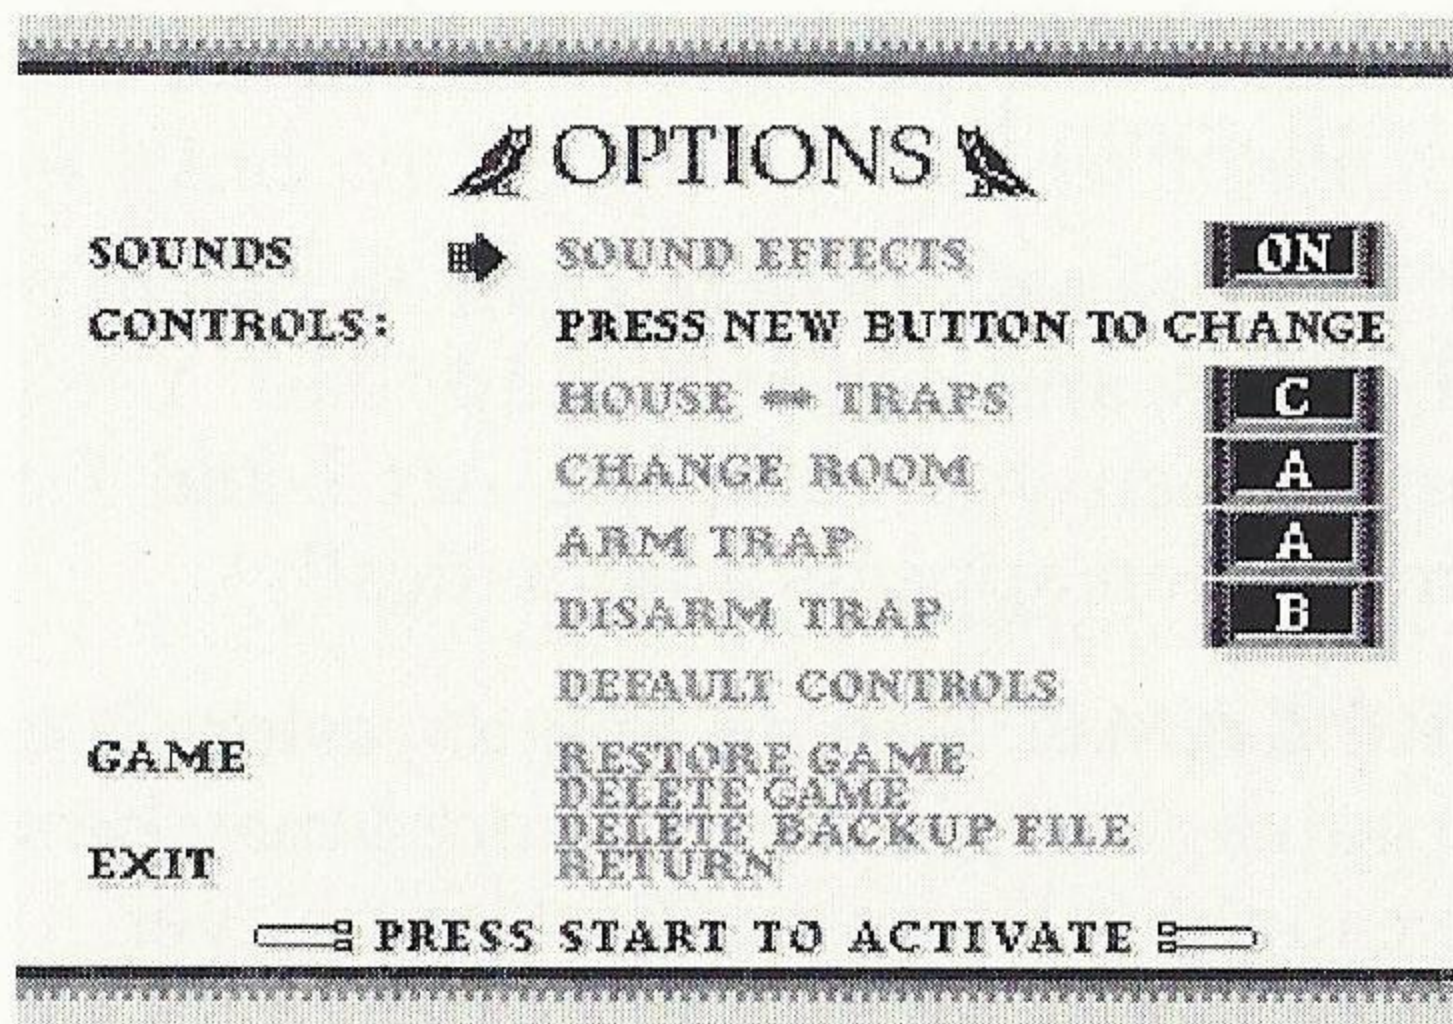 OPTIONS
SOUNDS SOUND EFFECTS ON
CONTROLS: PRESS NEW BUTTON TO CHANGE
HOUSE ↔ TRAPS C
CHANGE ROOM A
ARM TRAP A
DISARM TRAP B
DEFAULT CONTROLS
GAME RESTORE GAME
DELETE GAME
DELETE BACKUP FILE
EXIT RETURN
PRESS START TO ACTIVATE